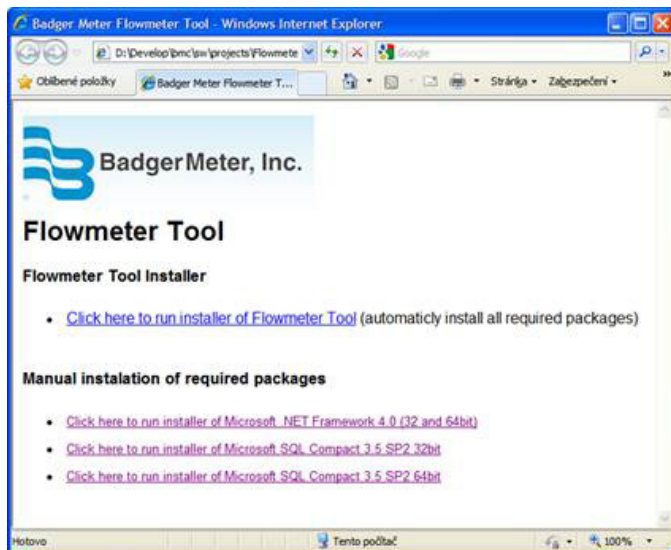 Badger Meter Flowmeter Tool - Windows Internet Explorer
D:\Develop\bmc\sw\projects\Flowmete
Google
Oblíbené položky
Badger Meter Flowmeter T...
Stránka
Zabezpečení
BadgerMeter, Inc.
Flowmeter Tool
Flowmeter Tool Installer
Click here to run installer of Flowmeter Tool (automaticly install all required packages)
Manual instalation of required packages
Click here to run installer of Microsoft .NET Framework 4.0 (32 and 64bit)
Click here to run installer of Microsoft SQL Compact 3.5 SP2 32bit
Click here to run installer of Microsoft SQL Compact 3.5 SP2 64bit
Hotovo
Tento počítač
100%